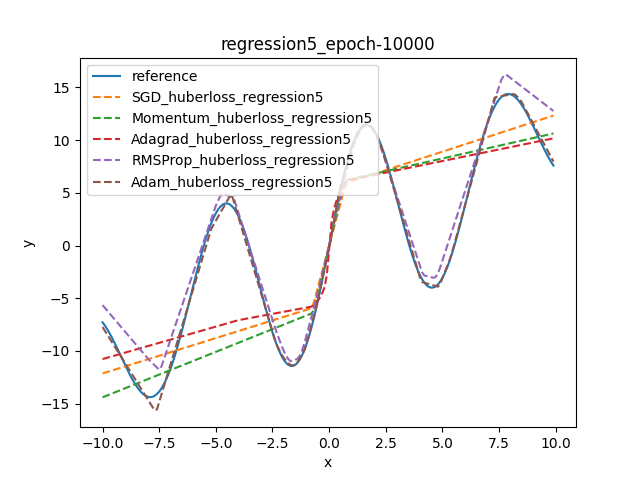 regression5_epoch-10000
reference
SGD_huberloss_regression5
Momentum_huberloss_regression5
Adagrad_huberloss_regression5
RMSProp_huberloss_regression5
Adam_huberloss_regression5
15
10
5
0
−5
−10
−15
y
−10.0 −7.5 −5.0 −2.5 0.0 2.5 5.0 7.5 10.0
x